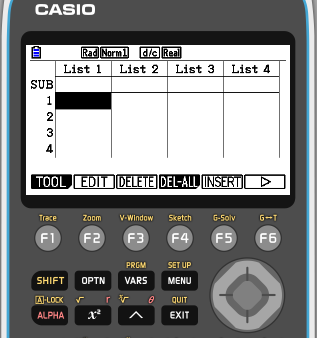 CASIO
Rad Norm1 d/c Real
List 1 List 2 List 3 List 4
SUB
1
2
3
4
TOOL EDIT DELETE DEL-ALL INSERT ▷
Trace Zoom V-Window Sketch G-Solv G↔T
F1 F2 F3 F4 F5 F6
PRGM SET UP
SHIFT OPTN VARS MENU
A-LOCK √ r ∛ θ QUIT
ALPHA x² ^ EXIT